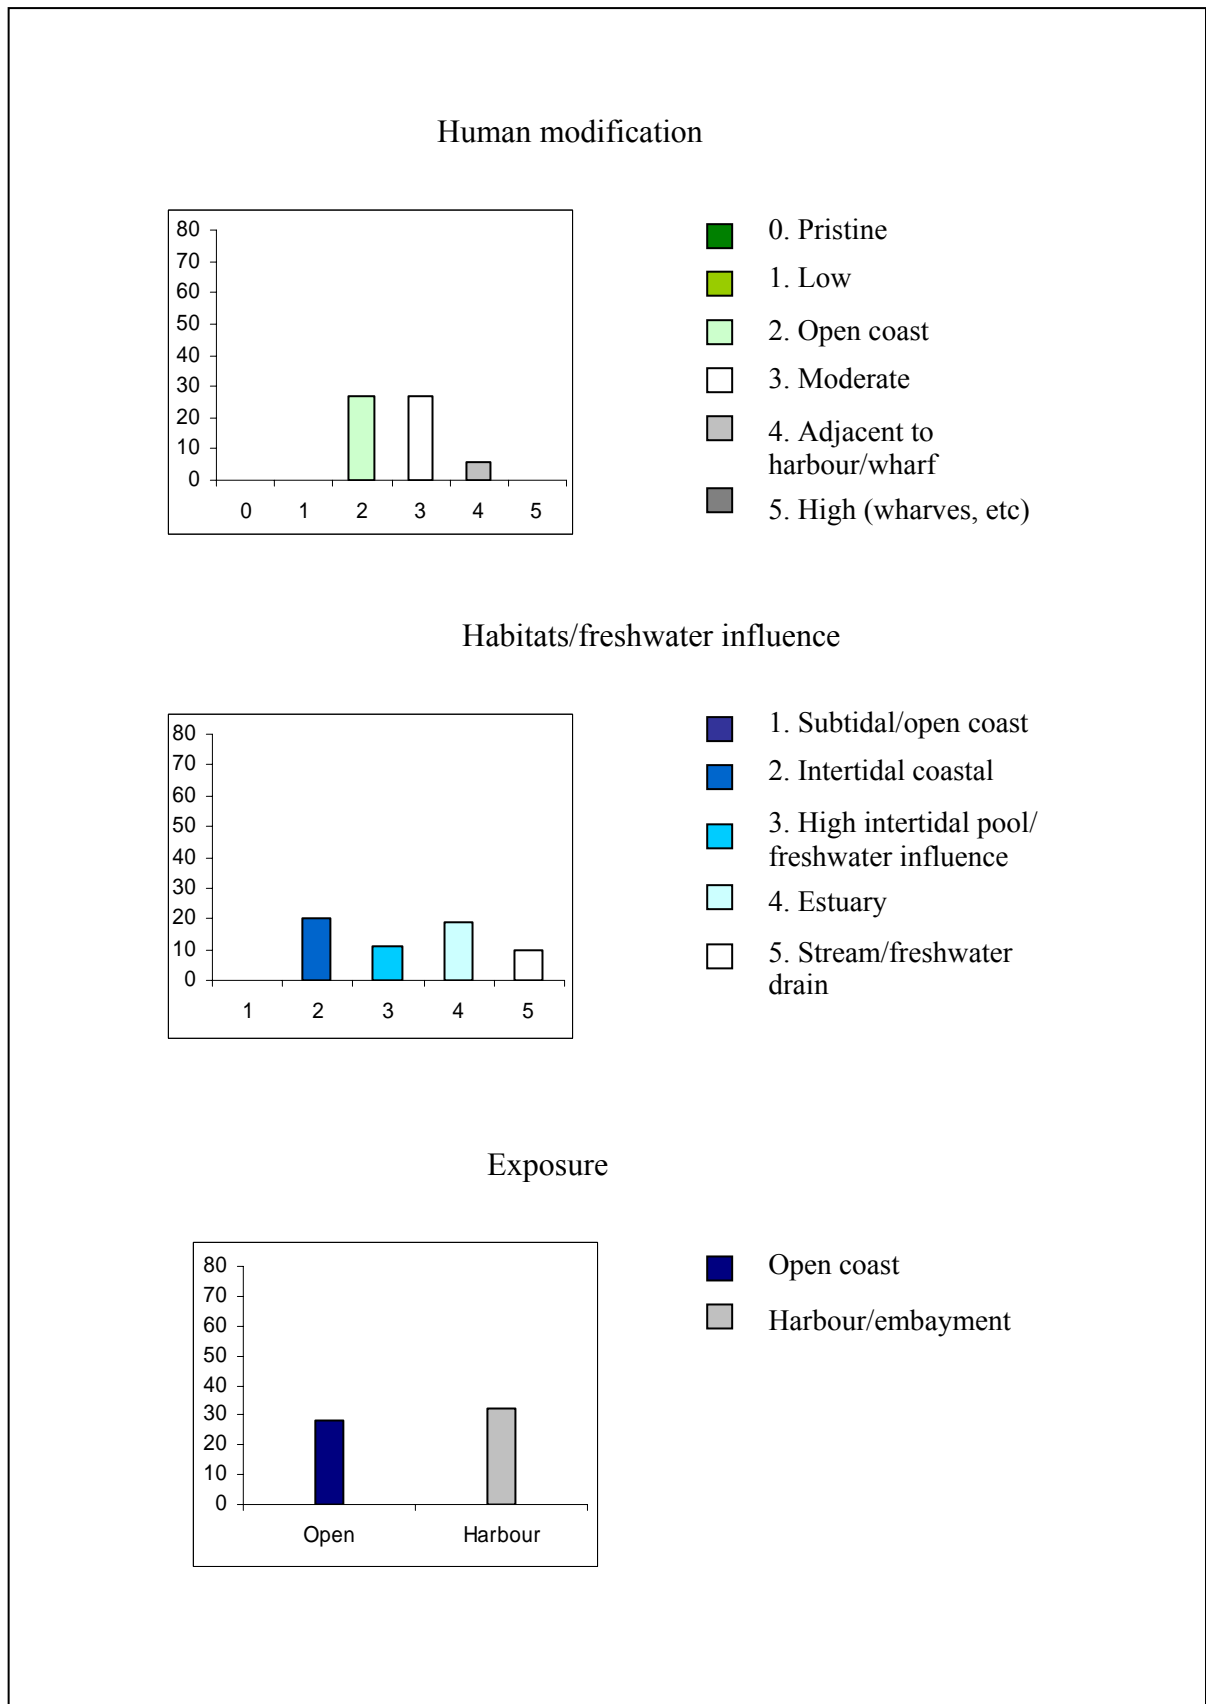 Human modification
80
70
60
50
40
30
20
10
0
0 1 2 3 4 5
0. Pristine
1. Low
2. Open coast
3. Moderate
4. Adjacent to
harbour/wharf
5. High (wharves, etc)
Habitats/freshwater influence
80
70
60
50
40
30
20
10
0
1 2 3 4 5
1. Subtidal/open coast
2. Intertidal coastal
3. High intertidal pool/
freshwater influence
4. Estuary
5. Stream/freshwater
drain
Exposure
80
70
60
50
40
30
20
10
0
Open Harbour
Open coast
Harbour/embayment